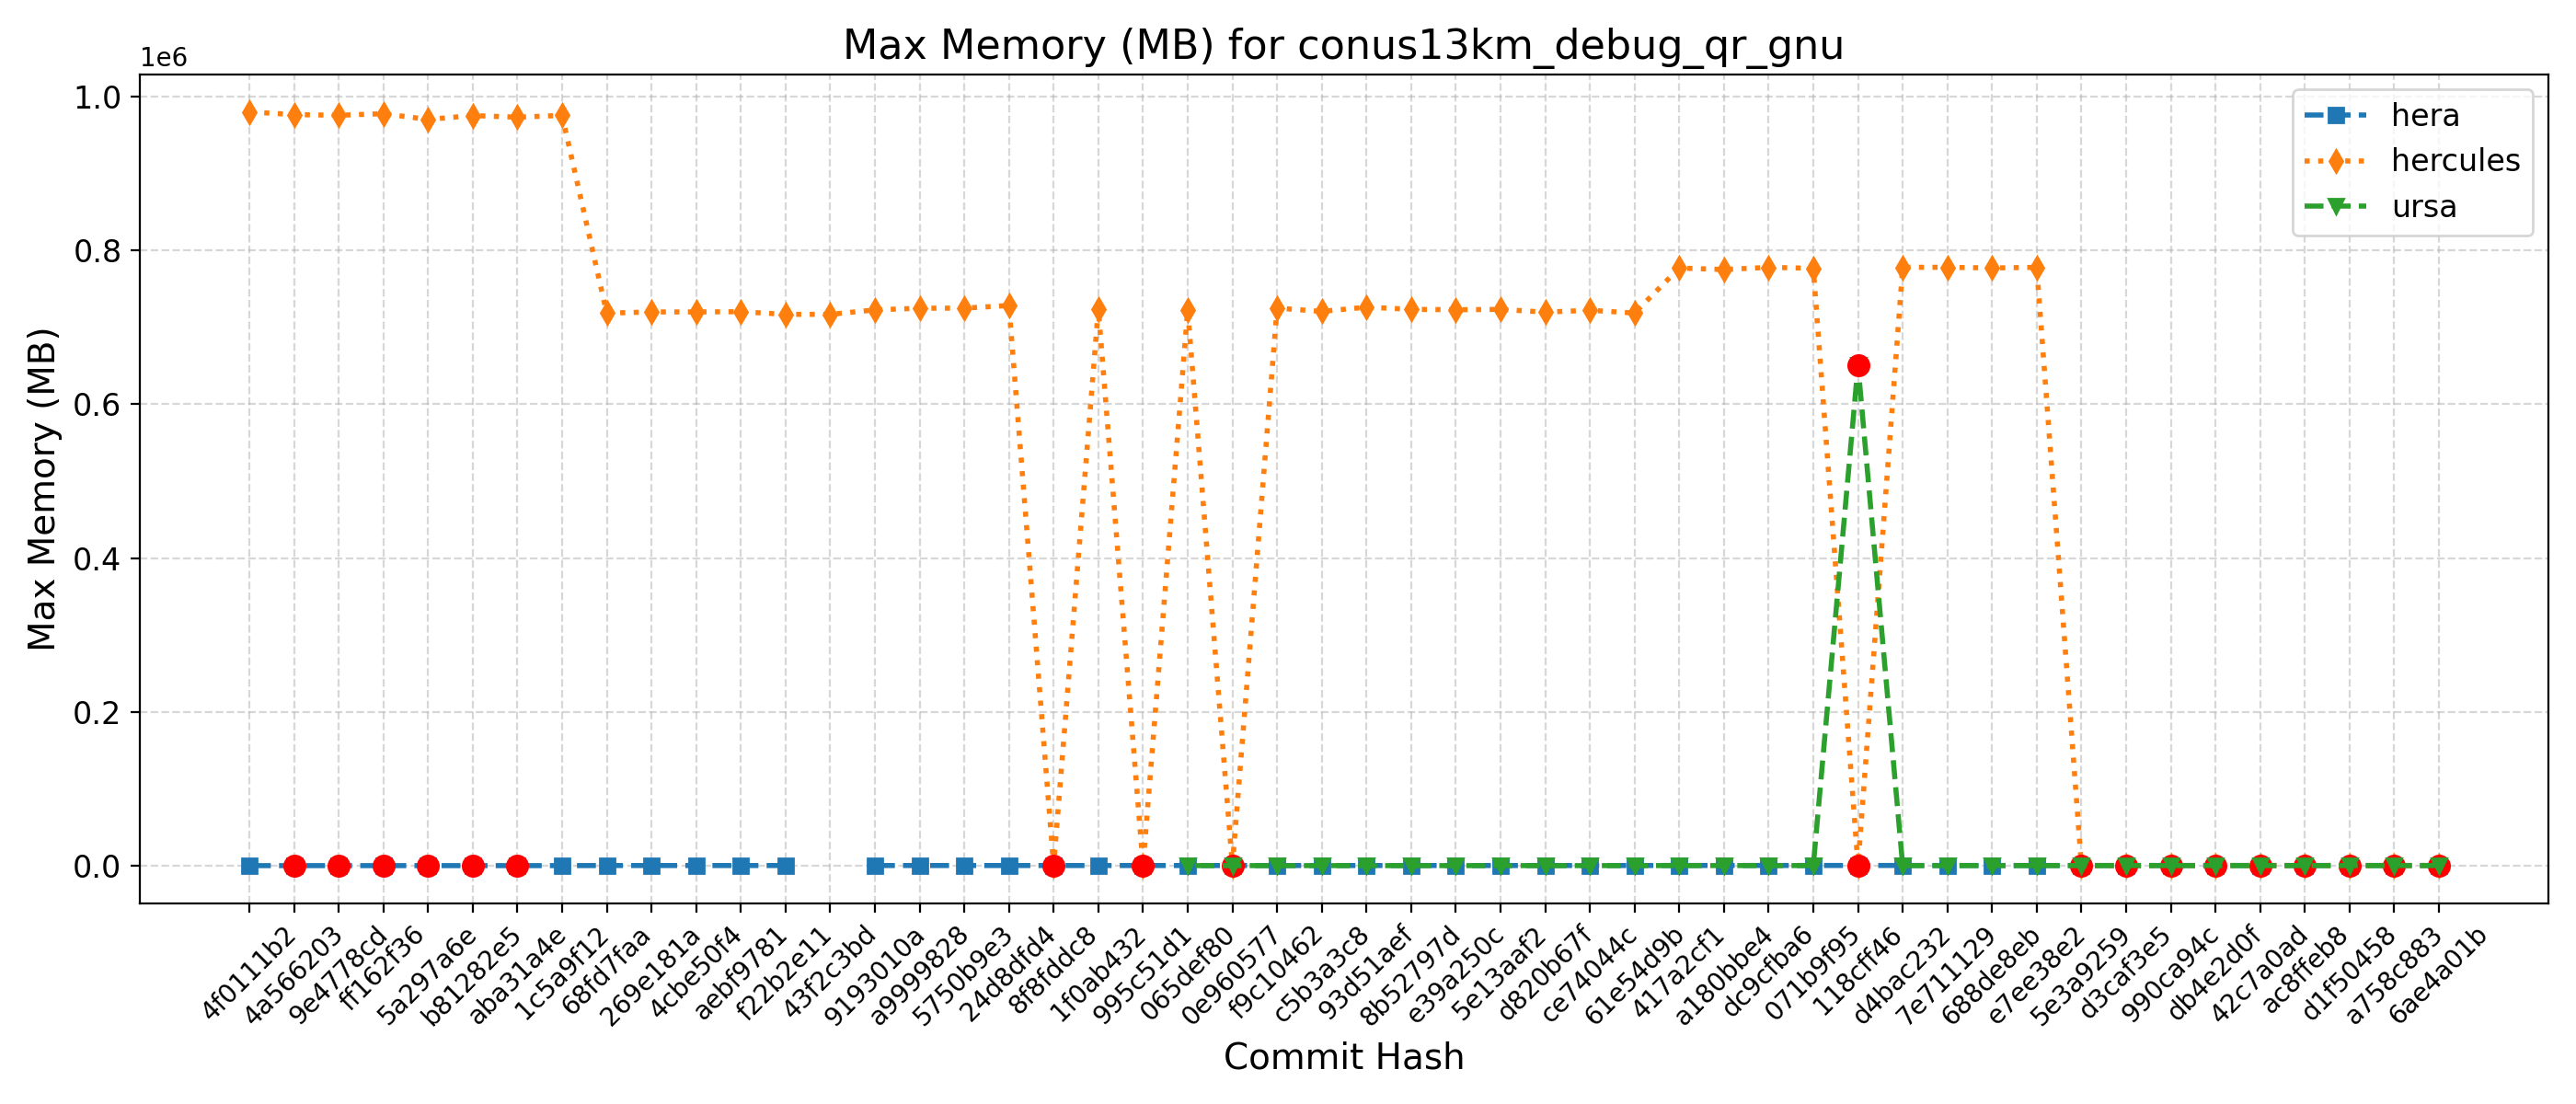 Max Memory (MB) for conus13km_debug_qr_gnu
1e6
1.0
0.8
0.6
0.4
0.2
0.0
Max Memory (MB)
hera
hercules
ursa
4f0111b2
4a566203
9e4778cd
ff162f36
5a297a6e
b81282e5
aba31a4e
1c5a9f12
68fd7faa
269e181a
4cbe50f4
aebf9781
f22b2e11
43f2c3bd
9193010a
a9999828
5750b9e3
24d8dfd4
8f8fddc8
1f0ab432
995c51d1
065def80
0e960577
f9c10462
c5b3a3c8
93d51aef
8b52797d
e39a250c
5e13aaf2
d820b67f
ce74044c
61e54d9b
417a2cf1
a180bbe4
dc9cfba6
071b9f95
118cff46
d4bac232
7e711129
688de8eb
e7ee38e2
5e3a9259
d3caf3e5
990ca94c
db4e2d0f
42c7a0ad
ac8ffeb8
d1f50458
a758c883
6ae4a01b
Commit Hash